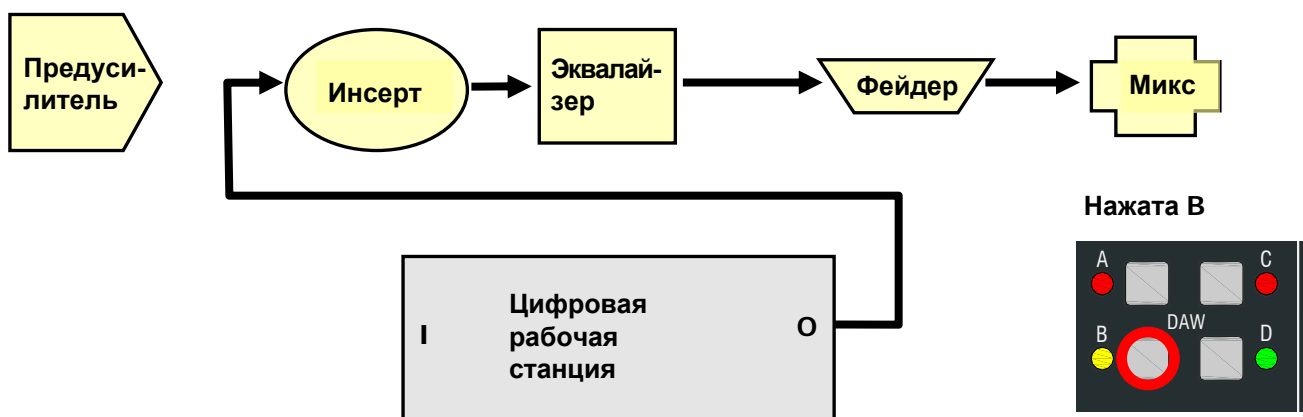 Предуси-
литель
Инсерт
Эквалай-
зер
Фейдер
Микс
Нажата B
A
C
DAW
B
D
I
Цифровая
рабочая
станция
O